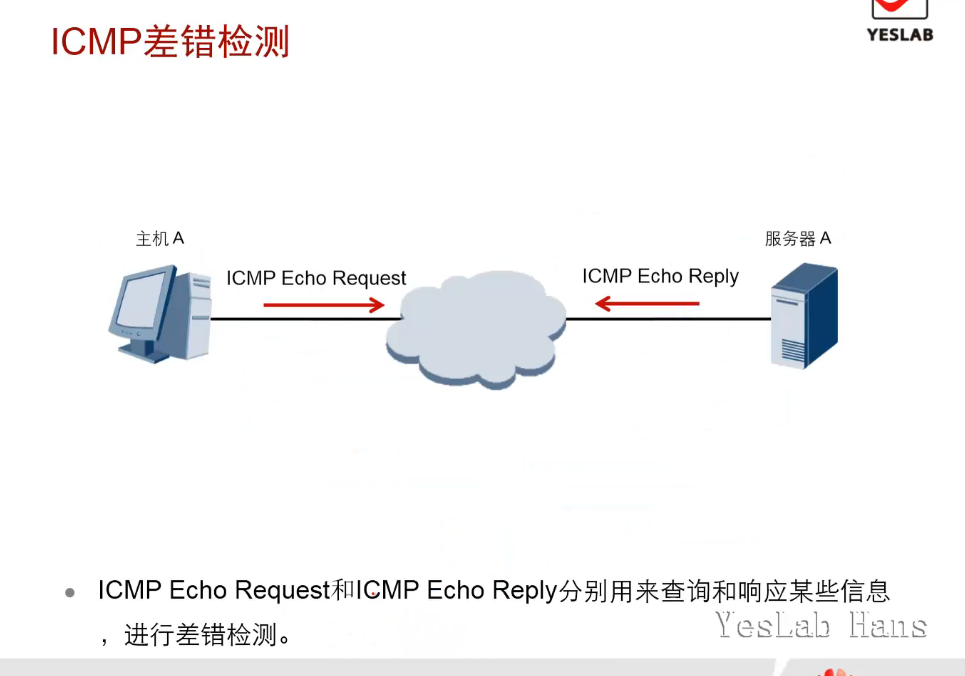 ICMP差错检测
YESLAB
主机 A
服务器 A
ICMP Echo Request
ICMP Echo Reply
ICMP Echo Request和ICMP Echo Reply分别用来查询和响应某些信息
，进行差错检测。
YesLab Hans